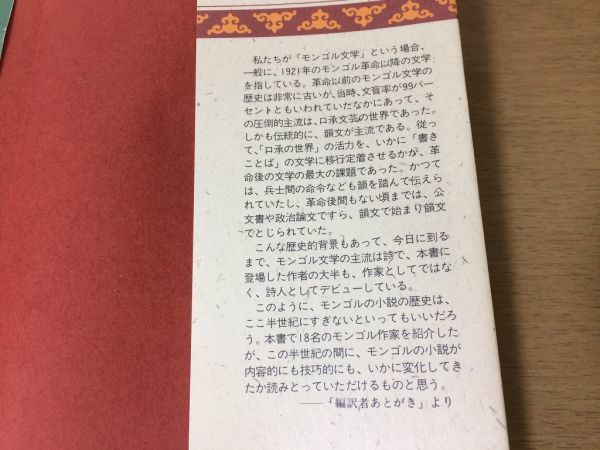 私たちが「モンゴル文学」という場合、
一般に、1921年のモンゴル革命以降の文学
を指している。革命以前のモンゴル文学の
歴史は非常に古いが、当時、文盲率が99パー
セントともいわれていたなかにあって、そ
の圧倒的主流は、口承文芸の世界であった。
しかも伝統的に、韻文が主流である。従っ
て、「口承の世界」の活力を、いかに「書き
ことば」の文学に移行定着させるかが、革
命後の文学の最大の課題であった。かつて
は、兵士間の命令なども韻を踏んで伝えら
れていたし、革命後間もない頃までは、公
文書や政治論文ですら、韻文で始まり韻文
でとじられていた。
こんな歴史的背景もあって、今日に到る
まで、モンゴル文学の主流は詩で、本書に
登場した作者の大半も、作家としてではな
く、詩人としてデビューしている。
このように、モンゴルの小説の歴史は、
ここ半世紀にすぎないといってもいいだろ
う。本書で18名のモンゴル作家を紹介した
が、この半世紀の間に、モンゴルの小説が
内容的にも技巧的にも、いかに変化してき
たか読みとっていただけるものと思う。
――「編訳者あとがき」より